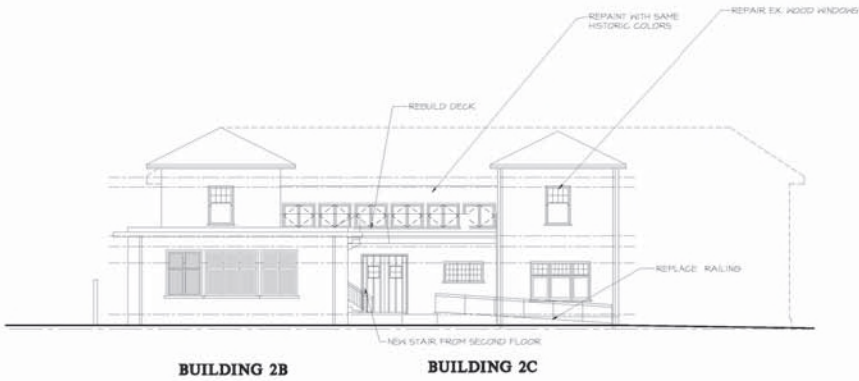 REPAINT WITH SAME
HISTORIC COLORS
REPAIR EX. WOOD WINDOWS
REBUILD DECK
REPLACE RAILING
NEW STAIR FROM SECOND FLOOR
BUILDING 2B
BUILDING 2C